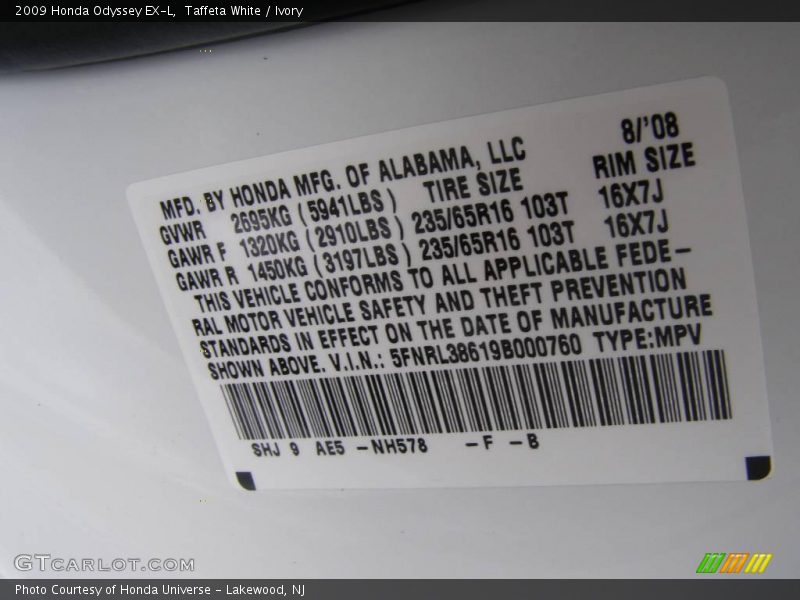 2009 Honda Odyssey EX-L,  Taffeta White / Ivory
MFD. BY HONDA MFG. OF ALABAMA, LLC 8/'08
GVWR 2695KG (5941LBS) TIRE SIZE RIM SIZE
GAWR F 1320KG (2910LBS) 235/65R16 103T 16X7J
GAWR R 1450KG (3197LBS) 235/65R16 103T 16X7J
THIS VEHICLE CONFORMS TO ALL APPLICABLE FEDE-
RAL MOTOR VEHICLE SAFETY AND THEFT PREVENTION
STANDARDS IN EFFECT ON THE DATE OF MANUFACTURE
SHOWN ABOVE. V.I.N.: 5FNRL38619B000760 TYPE:MPV
SHJ 9 AE5 -NH578 -F -B
GTCARLOT.COM
Photo Courtesy of Honda Universe - Lakewood, NJ